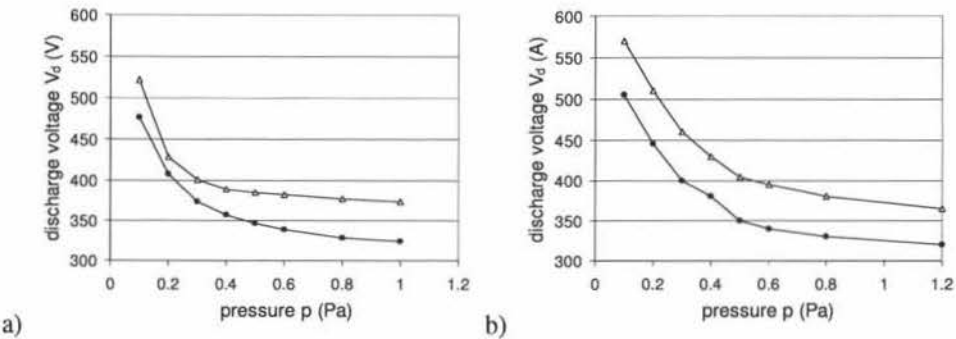 a)
discharge voltage Vd (V)
600
550
500
450
400
350
300
0 0.2 0.4 0.6 0.8 1 1.2
pressure p (Pa)
b)
discharge voltage Vd (A)
600
550
500
450
400
350
300
0 0.2 0.4 0.6 0.8 1 1.2
pressure p (Pa)